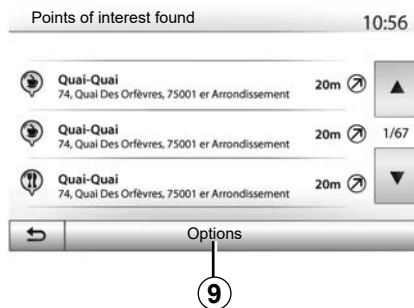 Points of interest found 10:56
Quai-Quai
74, Quai Des Orfèvres, 75001 er Arrondissement
20m
Quai-Quai
74, Quai Des Orfèvres, 75001 er Arrondissement
20m
1/67
Quai-Quai
74, Quai Des Orfèvres, 75001 er Arrondissement
20m
Options
9